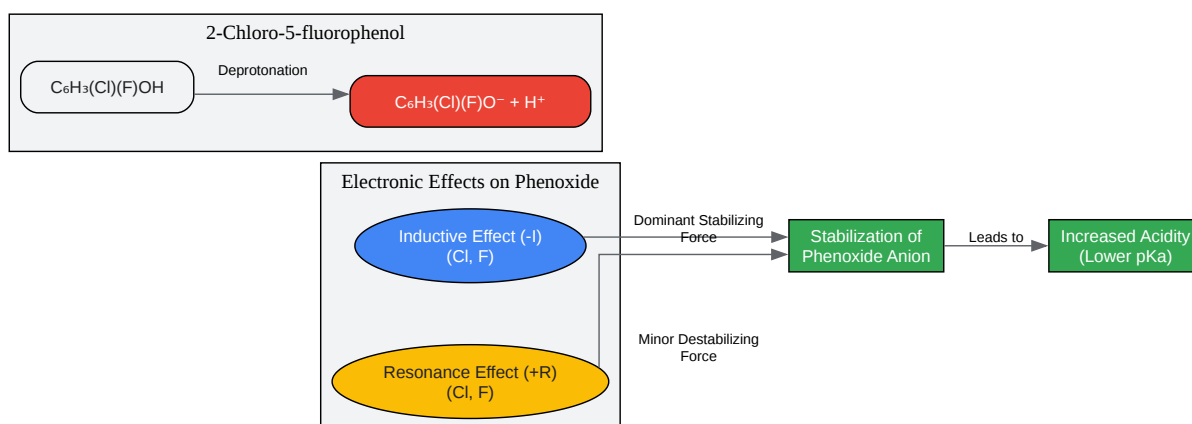 2-Chloro-5-fluorophenol
C₆H₃(Cl)(F)OH
Deprotonation
C₆H₃(Cl)(F)O⁻ + H⁺
Electronic Effects on Phenoxide
Inductive Effect (-I)
(Cl, F)
Dominant Stabilizing
Force
Stabilization of
Phenoxide Anion
Leads to
Increased Acidity
(Lower pKa)
Minor Destabilizing
Force
Resonance Effect (+R)
(Cl, F)